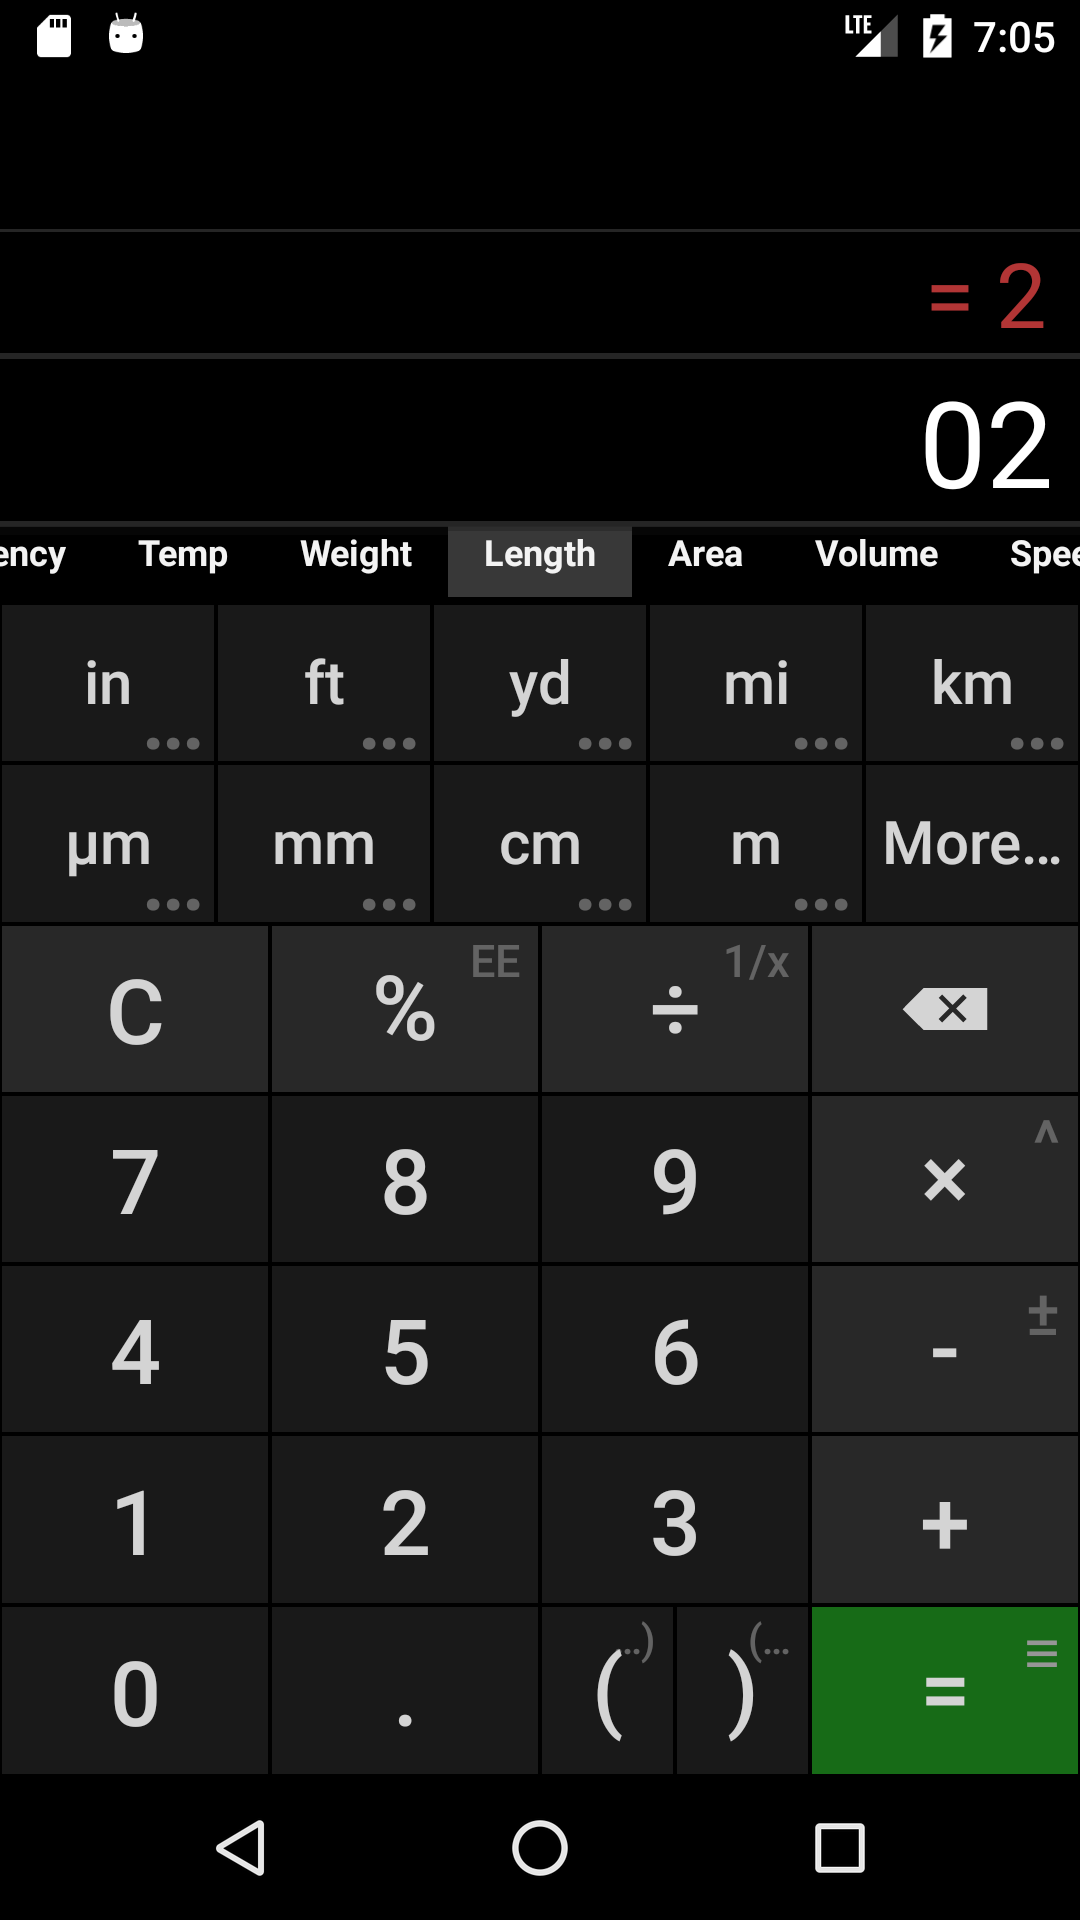 LTE 7:05
= 2
02
ency Temp Weight Length Area Volume Spee
in ft yd mi km
µm mm cm m More...
C % EE ÷ 1/x
7 8 9 × ^
4 5 6 - ±
1 2 3 +
0 . ( ..) ) (... =